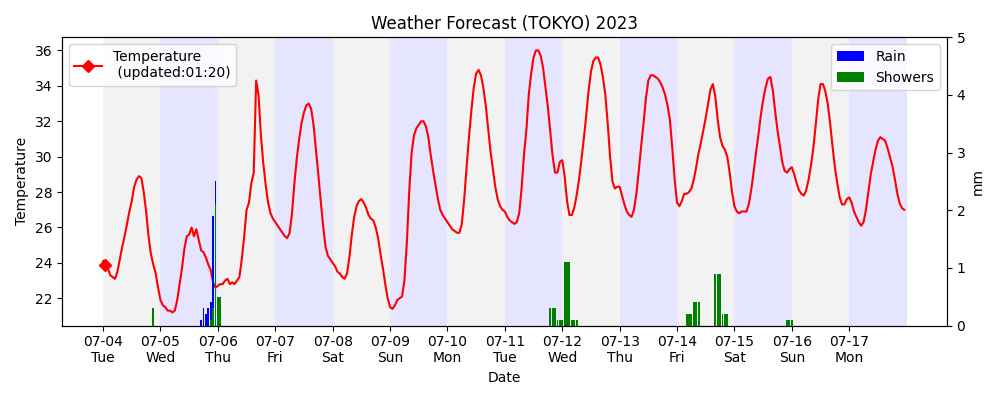 Weather Forecast (TOKYO) 2023
Temperature
(updated:01:20)
Rain
Showers
36
34
32
30
28
26
24
22
Temperature
5
4
3
2
1
0
mm
07-04 07-05 07-06 07-07 07-08 07-09 07-10 07-11 07-12 07-13 07-14 07-15 07-16 07-17
Tue Wed Thu Fri Sat Sun Mon Tue Wed Thu Fri Sat Sun Mon
Date